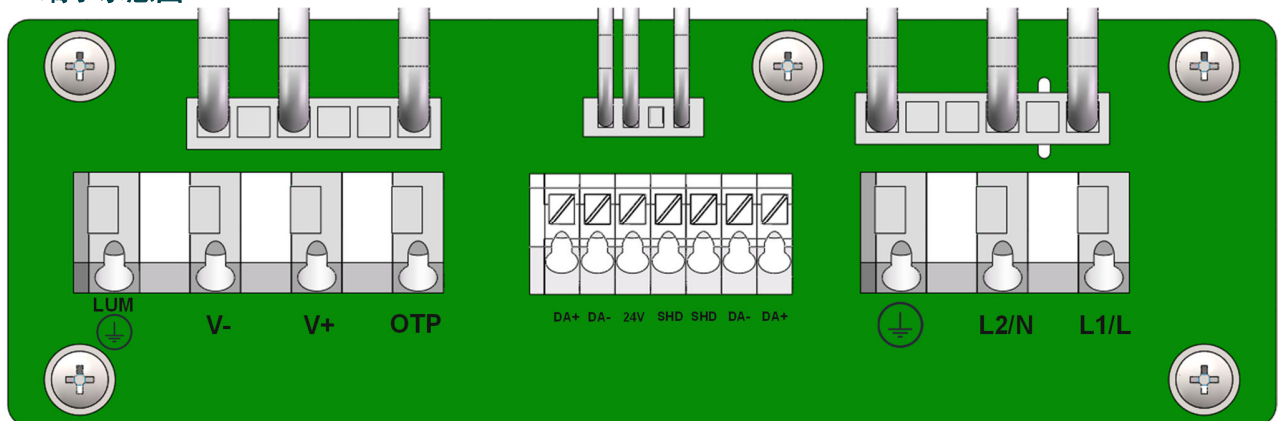 LUM
V-
V+
OTP
DA+ DA- 24V SHD SHD DA- DA+
L2/N
L1/L